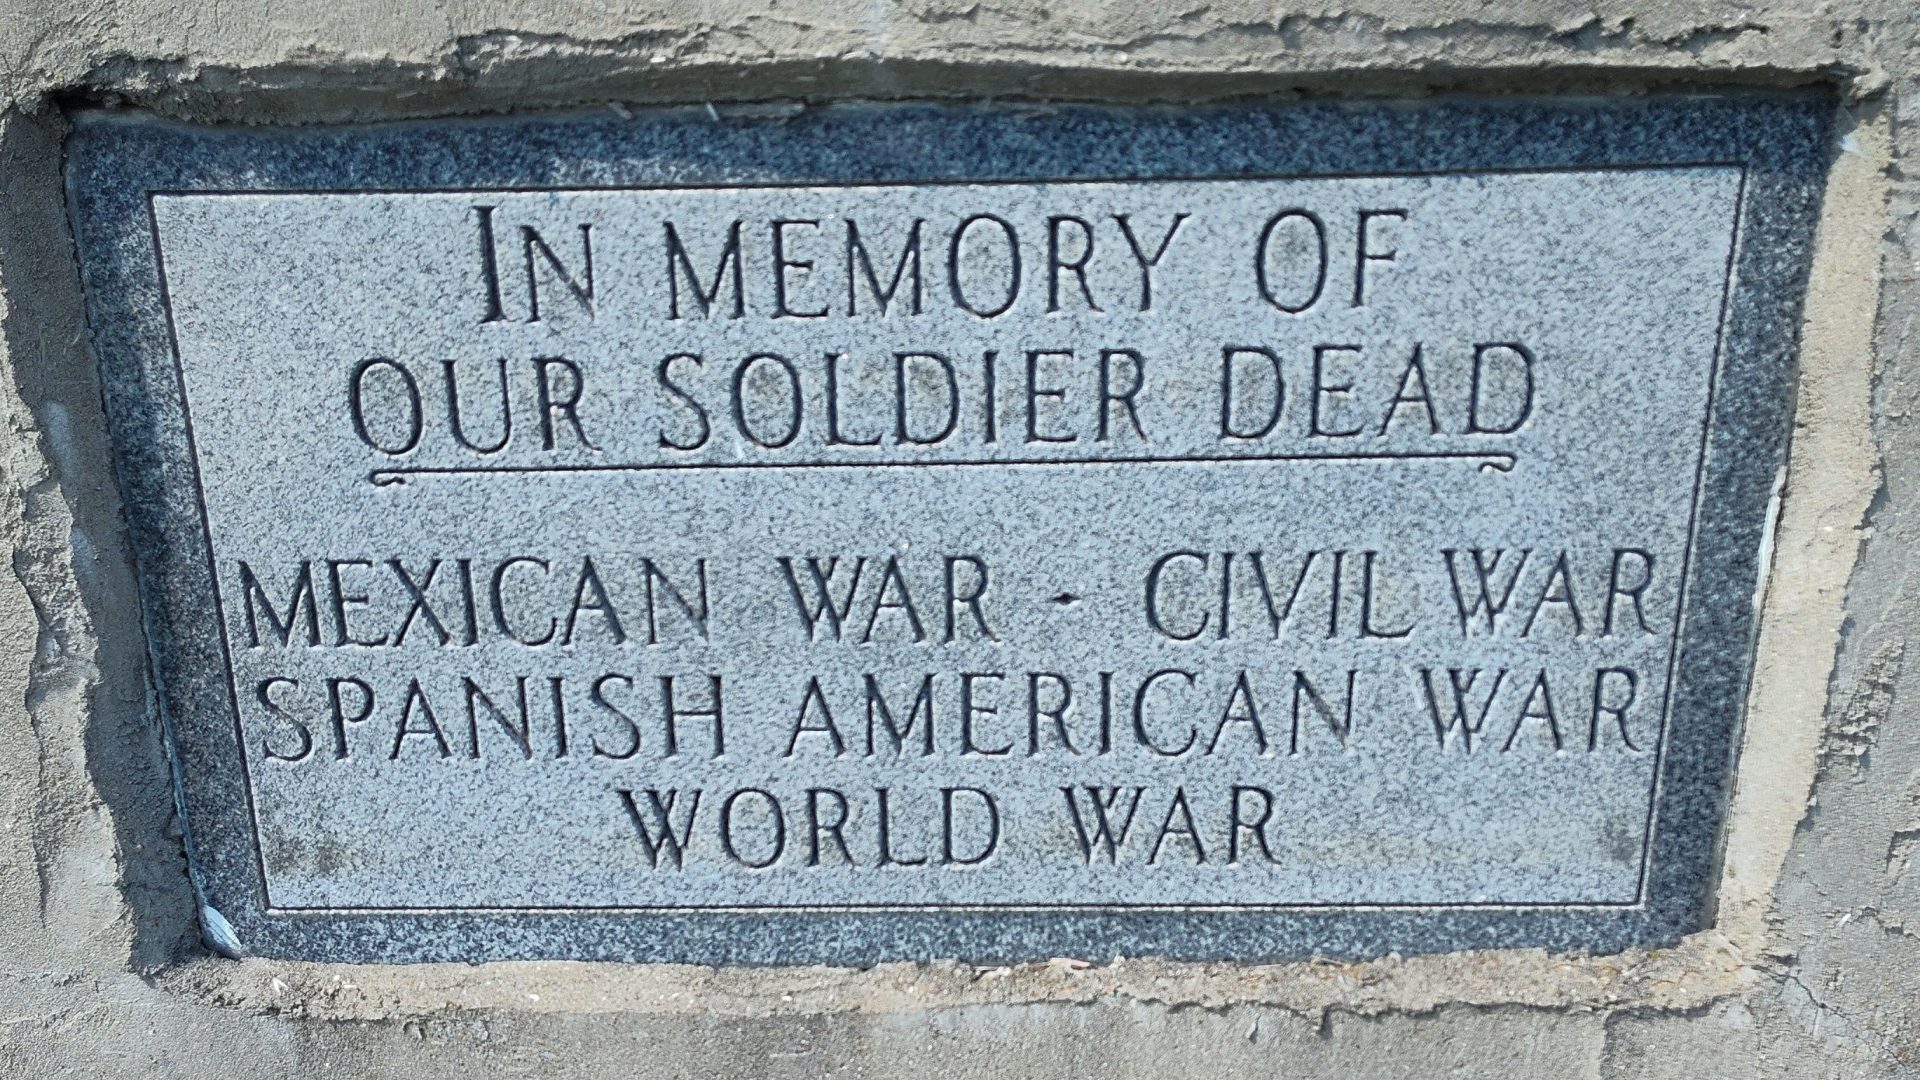 IN MEMORY OF
OUR SOLDIER DEAD
MEXICAN WAR - CIVIL WAR
SPANISH AMERICAN WAR
WORLD WAR